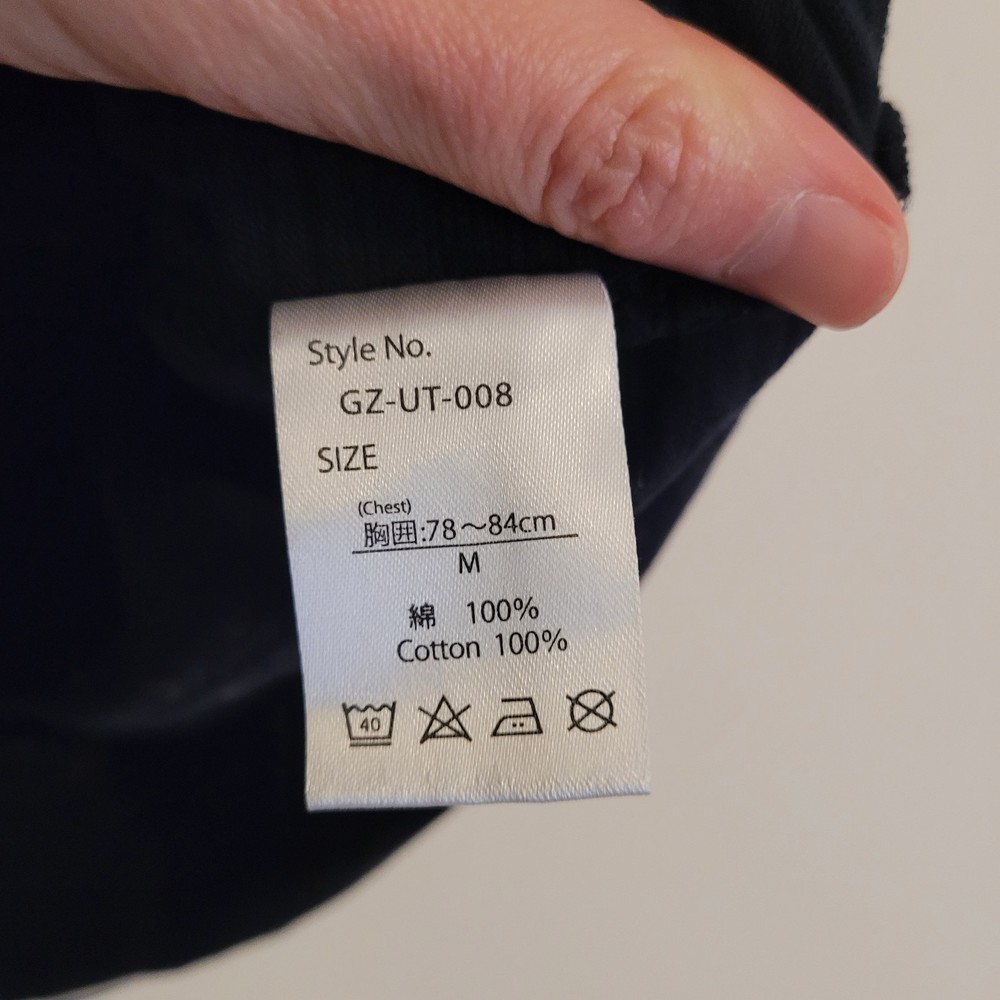 Style No.
GZ-UT-008
SIZE
(Chest)
胸囲:78～84cm
M
綿 100%
Cotton 100%
40